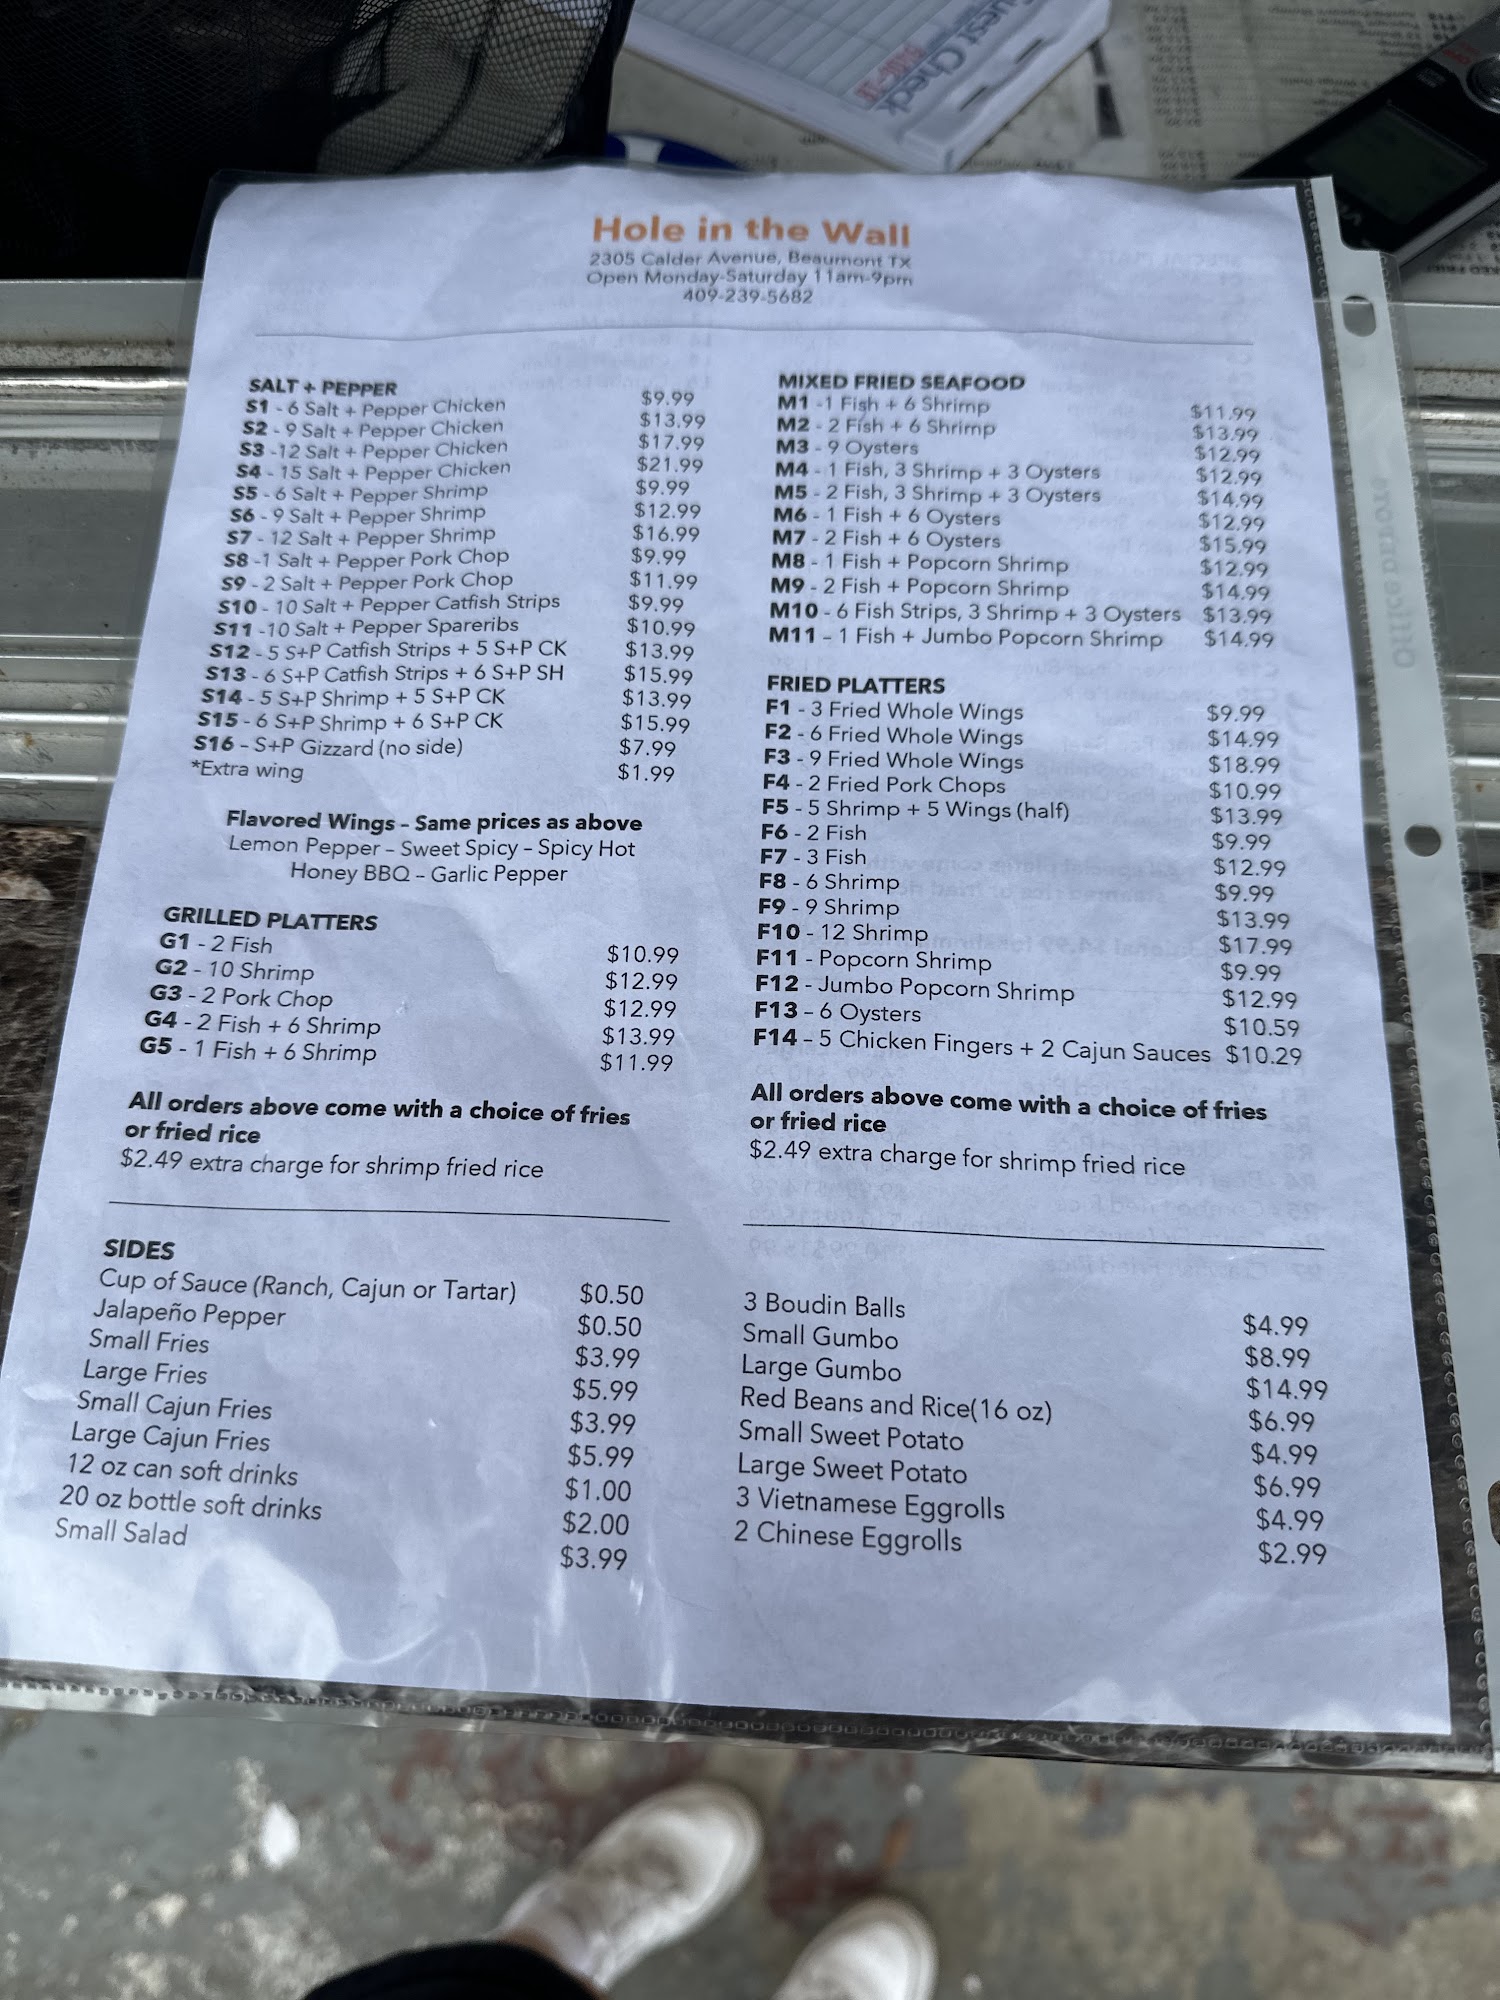 Guest Check
Hole in the Wall
2305 Calder Avenue, Beaumont TX
Open Monday-Saturday 11am-9pm
409-239-5682
SALT + PEPPER
S1 - 6 Salt + Pepper Chicken $9.99
S2 - 9 Salt + Pepper Chicken $13.99
S3 -12 Salt + Pepper Chicken $17.99
S4 - 15 Salt + Pepper Chicken $21.99
S5 - 6 Salt + Pepper Shrimp $9.99
S6 - 9 Salt + Pepper Shrimp $12.99
S7 - 12 Salt + Pepper Shrimp $16.99
S8 -1 Salt + Pepper Pork Chop $9.99
S9 - 2 Salt + Pepper Pork Chop $11.99
S10 - 10 Salt + Pepper Catfish Strips $9.99
S11 -10 Salt + Pepper Spareribs $10.99
S12 - 5 S+P Catfish Strips + 5 S+P CK $13.99
S13 - 6 S+P Catfish Strips + 6 S+P SH $15.99
S14 - 5 S+P Shrimp + 5 S+P CK $13.99
S15 - 6 S+P Shrimp + 6 S+P CK $15.99
S16 - S+P Gizzard (no side) $7.99
*Extra wing $1.99
Flavored Wings - Same prices as above
Lemon Pepper - Sweet Spicy - Spicy Hot
Honey BBQ - Garlic Pepper
GRILLED PLATTERS
G1 - 2 Fish $10.99
G2 - 10 Shrimp $12.99
G3 - 2 Pork Chop $12.99
G4 - 2 Fish + 6 Shrimp $13.99
G5 - 1 Fish + 6 Shrimp $11.99
All orders above come with a choice of fries
or fried rice
$2.49 extra charge for shrimp fried rice
MIXED FRIED SEAFOOD
M1 -1 Fish + 6 Shrimp $11.99
M2 - 2 Fish + 6 Shrimp $13.99
M3 - 9 Oysters $12.99
M4 - 1 Fish, 3 Shrimp + 3 Oysters $12.99
M5 - 2 Fish, 3 Shrimp + 3 Oysters $14.99
M6 - 1 Fish + 6 Oysters $12.99
M7 - 2 Fish + 6 Oysters $15.99
M8 - 1 Fish + Popcorn Shrimp $12.99
M9 - 2 Fish + Popcorn Shrimp $14.99
M10 - 6 Fish Strips, 3 Shrimp + 3 Oysters $13.99
M11 - 1 Fish + Jumbo Popcorn Shrimp $14.99
FRIED PLATTERS
F1 - 3 Fried Whole Wings $9.99
F2 - 6 Fried Whole Wings $14.99
F3 - 9 Fried Whole Wings $18.99
F4 - 2 Fried Pork Chops $10.99
F5 - 5 Shrimp + 5 Wings (half) $13.99
F6 - 2 Fish $9.99
F7 - 3 Fish $12.99
F8 - 6 Shrimp $9.99
F9 - 9 Shrimp $13.99
F10 - 12 Shrimp $17.99
F11 - Popcorn Shrimp $9.99
F12 - Jumbo Popcorn Shrimp $12.99
F13 - 6 Oysters $10.59
F14 - 5 Chicken Fingers + 2 Cajun Sauces $10.29
All orders above come with a choice of fries
or fried rice
$2.49 extra charge for shrimp fried rice
SIDES
Cup of Sauce (Ranch, Cajun or Tartar) $0.50
Jalapeño Pepper $0.50
Small Fries $3.99
Large Fries $5.99
Small Cajun Fries $3.99
Large Cajun Fries $5.99
12 oz can soft drinks $1.00
20 oz bottle soft drinks $2.00
Small Salad $3.99
3 Boudin Balls $4.99
Small Gumbo $8.99
Large Gumbo $14.99
Red Beans and Rice(16 oz) $6.99
Small Sweet Potato $4.99
Large Sweet Potato $6.99
3 Vietnamese Eggrolls $4.99
2 Chinese Eggrolls $2.99
Office DEPOT